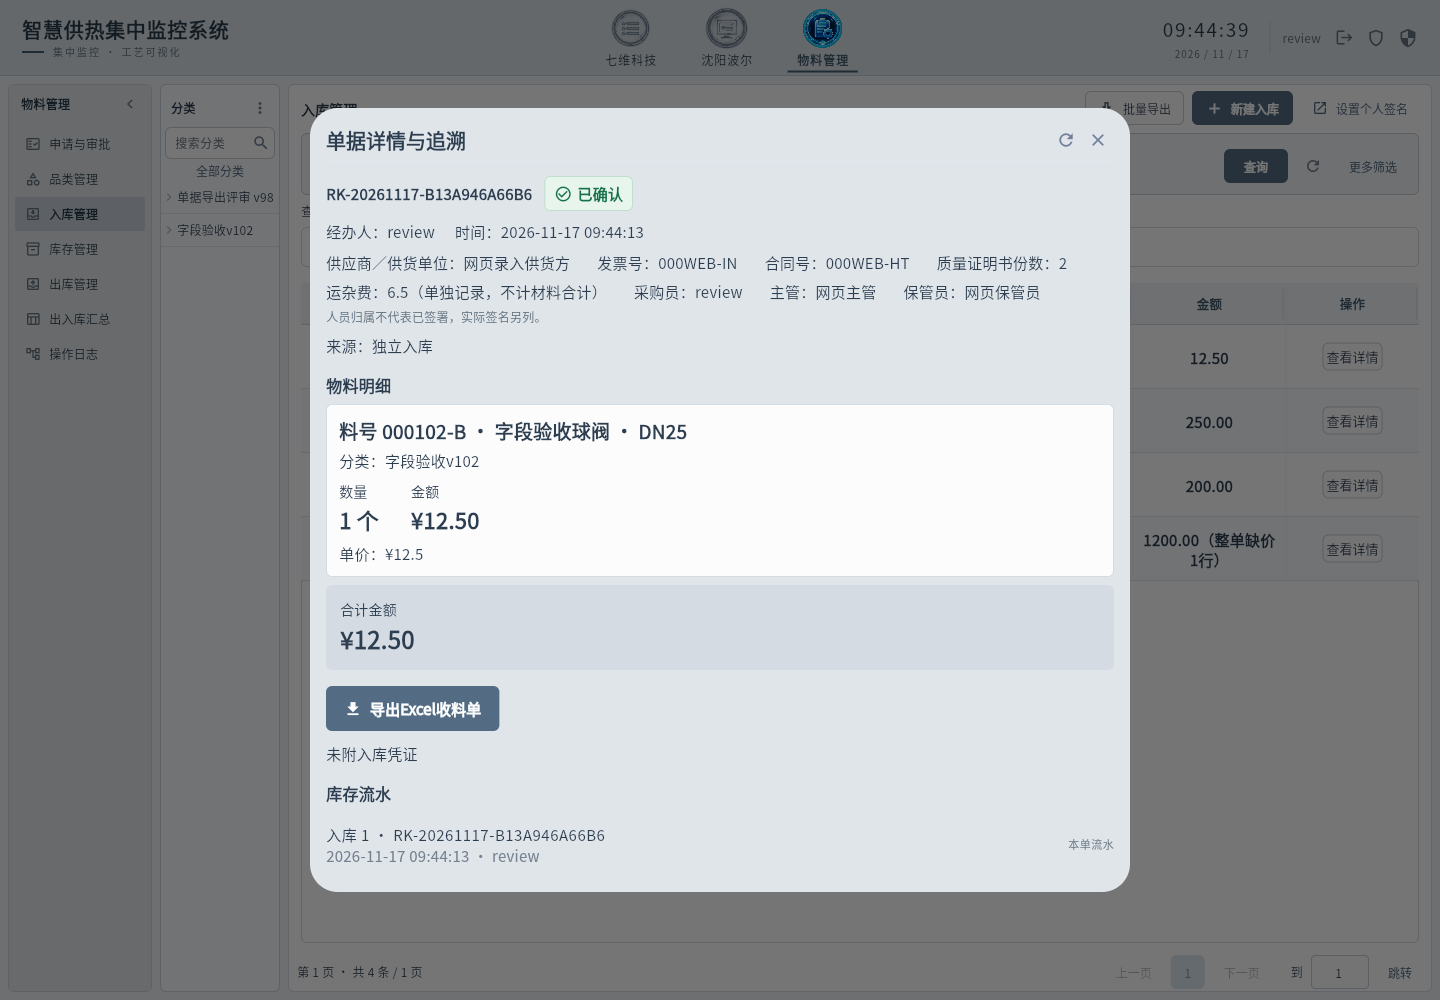 智慧供热集中监控系统
集中监控 · 工艺可视化
七维科技
沈阳波尔
物料管理
09:44:39
2026 / 11 / 17
review
物料管理
申请与审批
品类管理
入库管理
库存管理
出库管理
出入库汇总
操作日志
分类
搜索分类
全部分类
单据导出评审 v98
字段验收v102
入库管理
批量导出
新建入库
设置个人签名
查询
更多筛选
单据详情与追溯
RK-20261117-B13A946A66B6 已确认
经办人：review 时间：2026-11-17 09:44:13
供应商／供货单位：网页录入供货方 发票号：000WEB-IN 合同号：000WEB-HT 质量证明书份数：2
运杂费：6.5（单独记录，不计材料合计） 采购员：review 主管：网页主管 保管员：网页保管员
人员归属不代表已签署，实际签名另列。
来源：独立入库
物料明细
料号 000102-B · 字段验收球阀 · DN25
分类：字段验收v102
数量 金额
1 个 ¥12.50
单价：¥12.5
合计金额
¥12.50
导出Excel收料单
未附入库凭证
库存流水
入库 1 · RK-20261117-B13A946A66B6
2026-11-17 09:44:13 · review
本单流水
金额 操作
12.50 查看详情
250.00 查看详情
200.00 查看详情
1200.00（整单缺价
1行） 查看详情
第 1 页 · 共 4 条 / 1 页
上一页 1 下一页 到 1 跳转